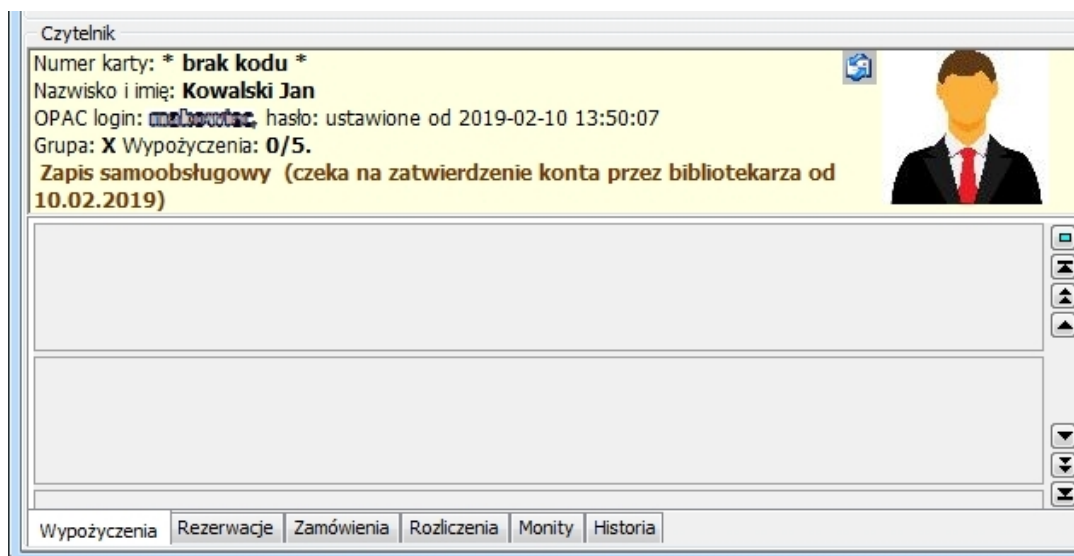 Czytelnik
Numer karty: * brak kodu *
Nazwisko i imię: Kowalski Jan
OPAC login: hasło: ustawione od 2019-02-10 13:50:07
Grupa: X Wypożyczenia: 0/5.
Zapis samoobsługowy (czeka na zatwierdzenie konta przez bibliotekarza od
10.02.2019)
Wypożyczenia Rezerwacje Zamówienia Rozliczenia Monity Historia